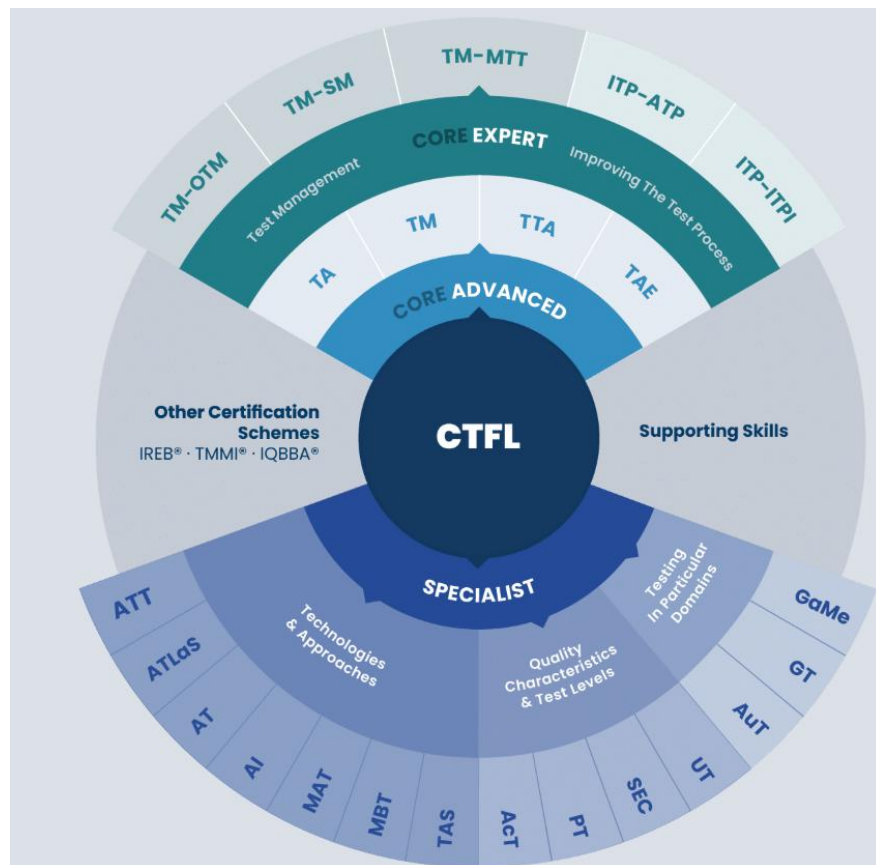 TM-OTM
TM-SM
TM-MTT
ITP-ATP
ITP-ITPI
CORE EXPERT
Test Management
Improving The Test Process
TA
TM
TTA
TAE
CORE ADVANCED
Other Certification
Schemes
IREB® · TMMI® · IQBBA®
CTFL
Supporting Skills
SPECIALIST
Technologies
& Approaches
Quality
Characteristics
& Test Levels
Testing
In Particular
Domains
ATT
ATLaS
AT
AI
MAT
MBT
TAS
AcT
PT
SEC
UT
AuT
GT
GaMe